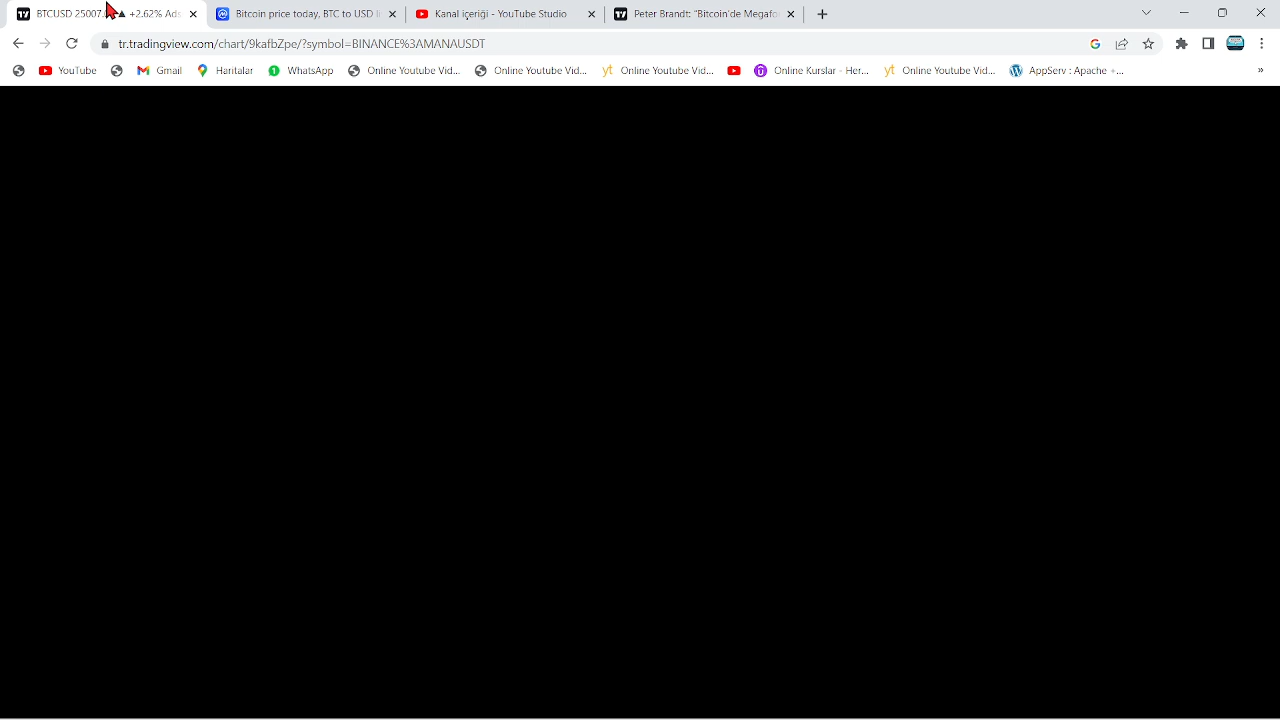 BTCUSD 25007. ▲ +2.62% Ads
Bitcoin price today, BTC to USD li
Kanal içeriği - YouTube Studio
Peter Brandt: "Bitcoin'de Megafo
tr.tradingview.com/chart/9kafbZpe/?symbol=BINANCE%3AMANAUSDT
YouTube
Gmail
Haritalar
WhatsApp
Online Youtube Vid...
Online Youtube Vid...
Online Youtube Vid...
Online Kurslar - Her...
Online Youtube Vid...
AppServ : Apache +...